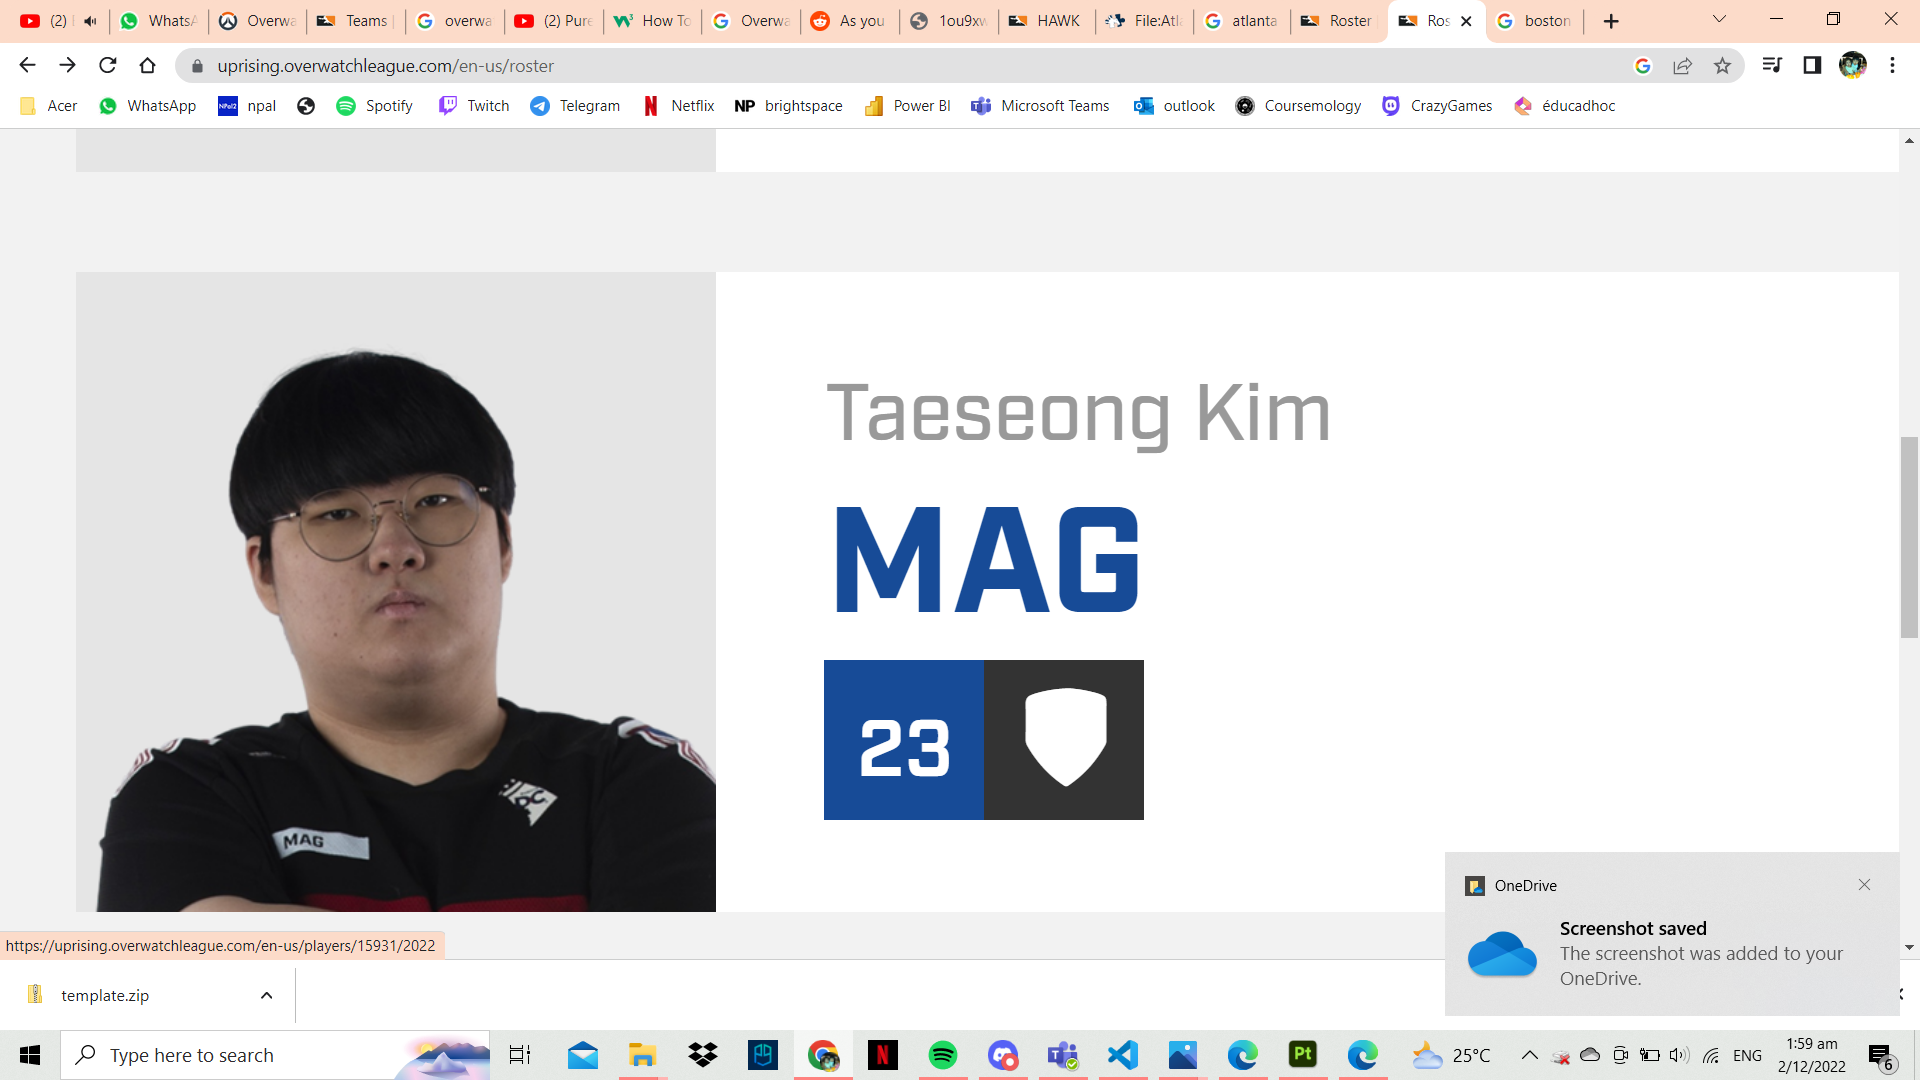 (2) I
WhatsA
Overwa
Teams |
overwa
(2) Pure
How To
Overwa
As you
1ou9xw
HAWK
File:Atla
atlanta
Roster |
Ros
boston
uprising.overwatchleague.com/en-us/roster
Acer
WhatsApp
NPal2 npal
Spotify
Twitch
Telegram
Netflix
NP brightspace
Power BI
Microsoft Teams
outlook
Coursemology
CrazyGames
éducadhoc
Taeseong Kim
MAG
23
MAG
OneDrive
Screenshot saved
The screenshot was added to your
OneDrive.
https://uprising.overwatchleague.com/en-us/players/15931/2022
template.zip
Type here to search
Pt
25°C
ENG
1:59 am
2/12/2022
6